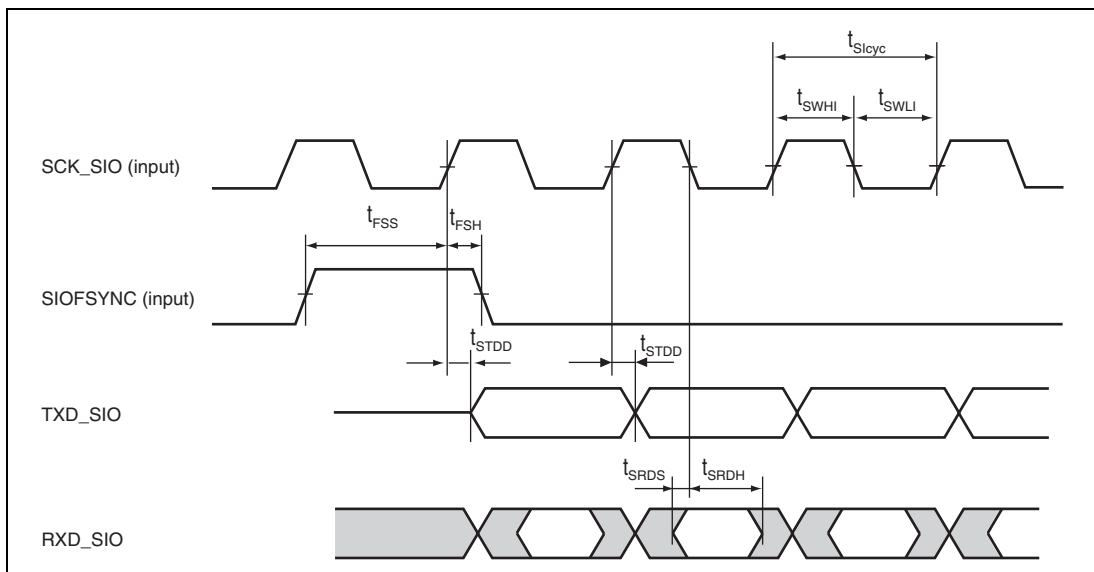 tSIcyc
tSWHI tSWLI
SCK_SIO (input)
tFSS tFSH
SIOFSYNC (input)
tSTDD tSTDD
TXD_SIO
tSRDS tSRDH
RXD_SIO